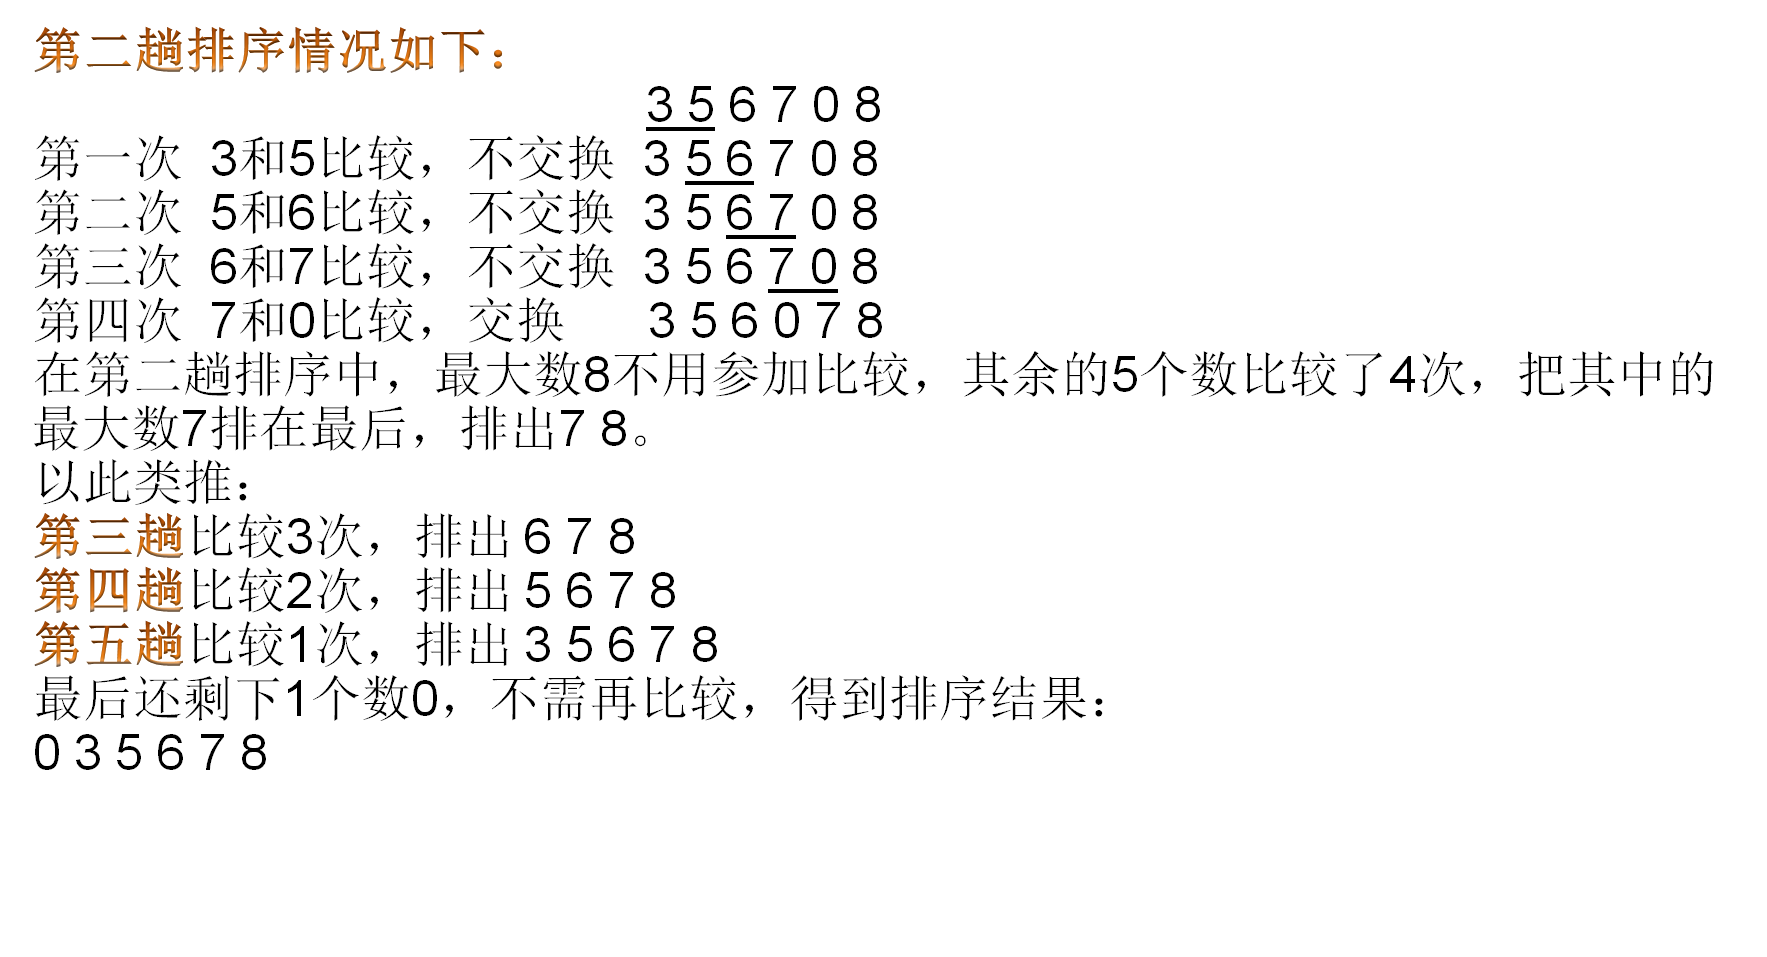 第二趟排序情况如下：
3 5 6 7 0 8
第一次 3和5比较，不交换 3 5 6 7 0 8
第二次 5和6比较，不交换 3 5 6 7 0 8
第三次 6和7比较，不交换 3 5 6 7 0 8
第四次 7和0比较，交换 3 5 6 0 7 8
在第二趟排序中，最大数8不用参加比较，其余的5个数比较了4次，把其中的
最大数7排在最后，排出7 8。
以此类推：
第三趟比较3次，排出 6 7 8
第四趟比较2次，排出 5 6 7 8
第五趟比较1次，排出 3 5 6 7 8
最后还剩下1个数0，不需再比较，得到排序结果：
0 3 5 6 7 8